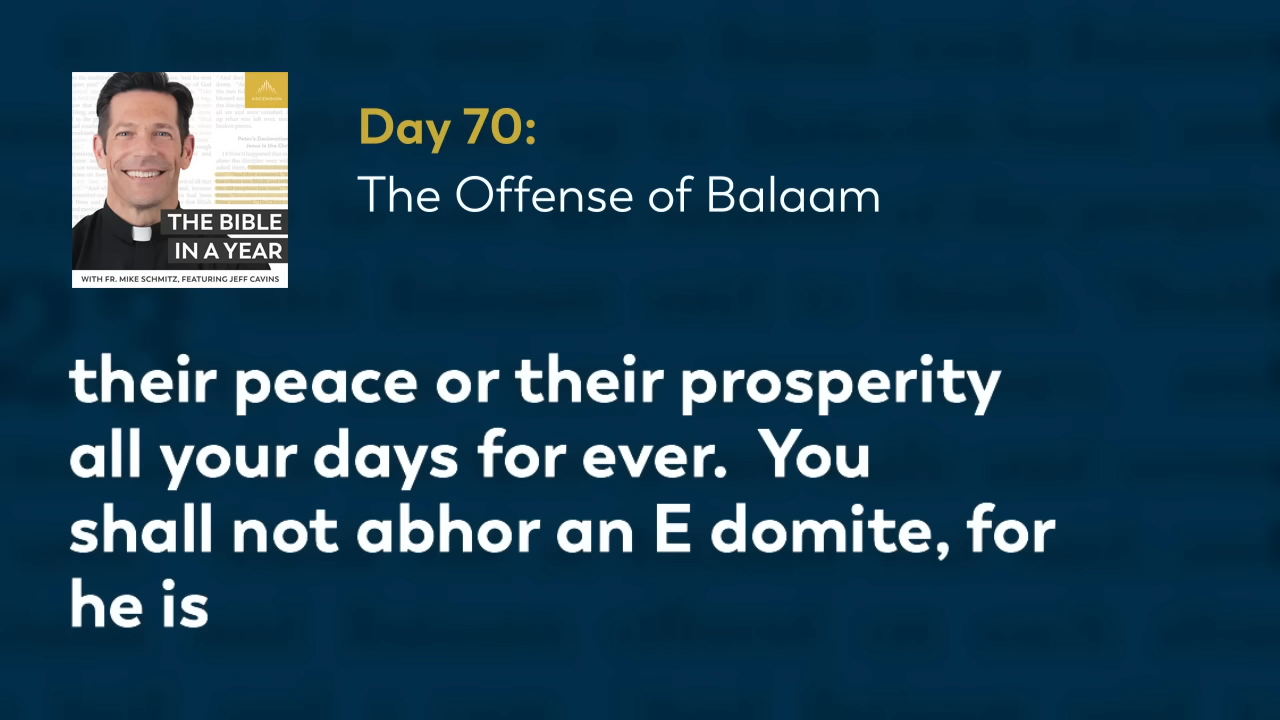 Day 70:
The Offense of Balaam
ASCENSION
THE BIBLE
IN A YEAR
WITH FR. MIKE SCHMITZ, FEATURING JEFF CAVINS
their peace or their prosperity
all your days for ever. You
shall not abhor an E domite, for
he is